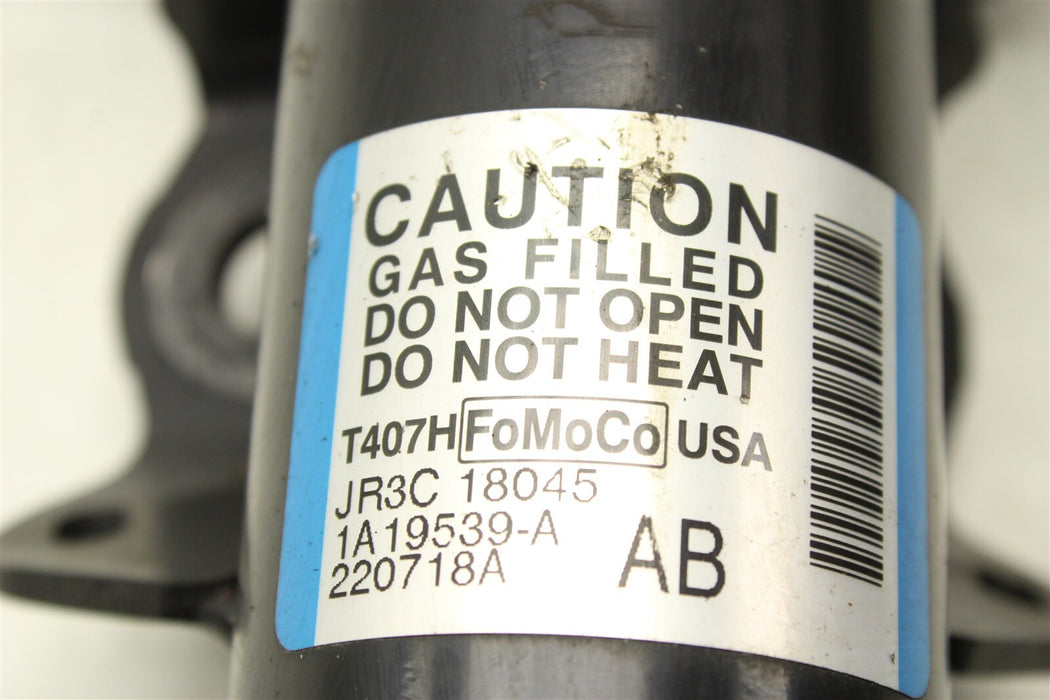 CAUTION
GAS FILLED
DO NOT OPEN
DO NOT HEAT
T407H FoMoCo USA
JR3C 18045
1A19539-A
220718A AB